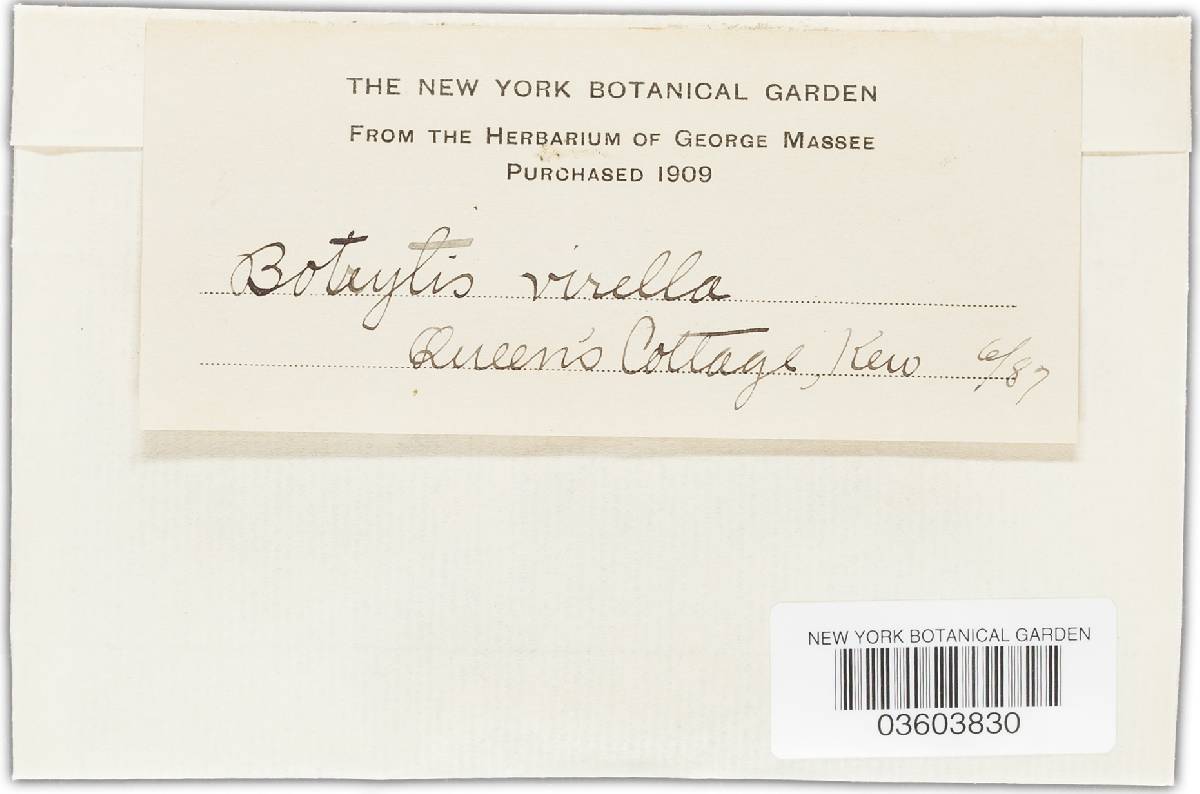 THE NEW YORK BOTANICAL GARDEN
FROM THE HERBARIUM OF GEORGE MASSEE
PURCHASED 1909
Botrytis virella
Queen's Cottage, Kew 6/87
NEW YORK BOTANICAL GARDEN
03603830